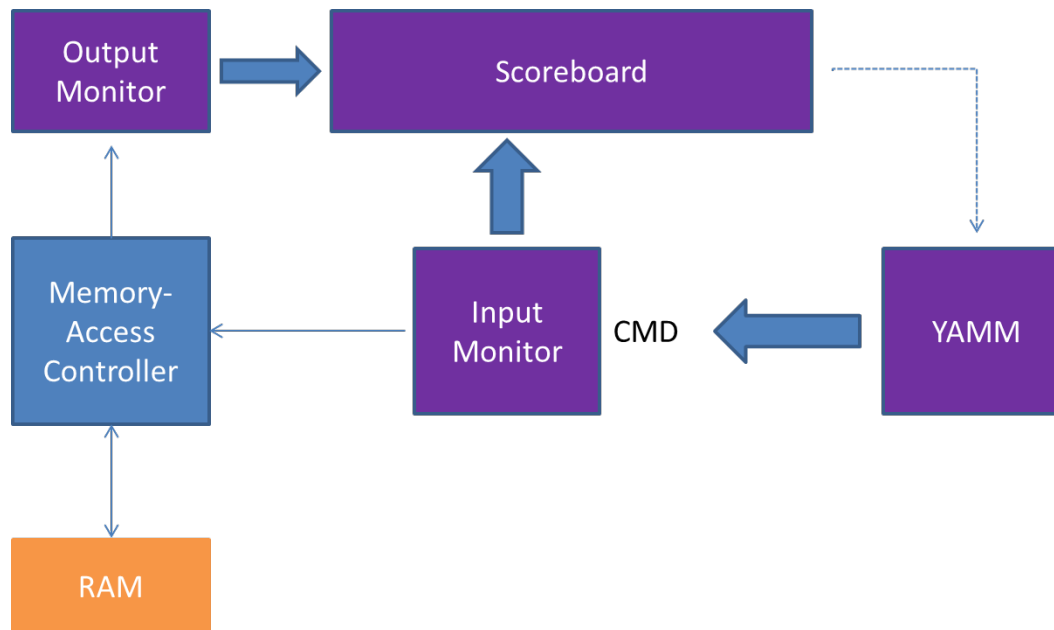 Output
Monitor
Scoreboard
Memory-
Access
Controller
Input
Monitor
CMD
YAMM
RAM